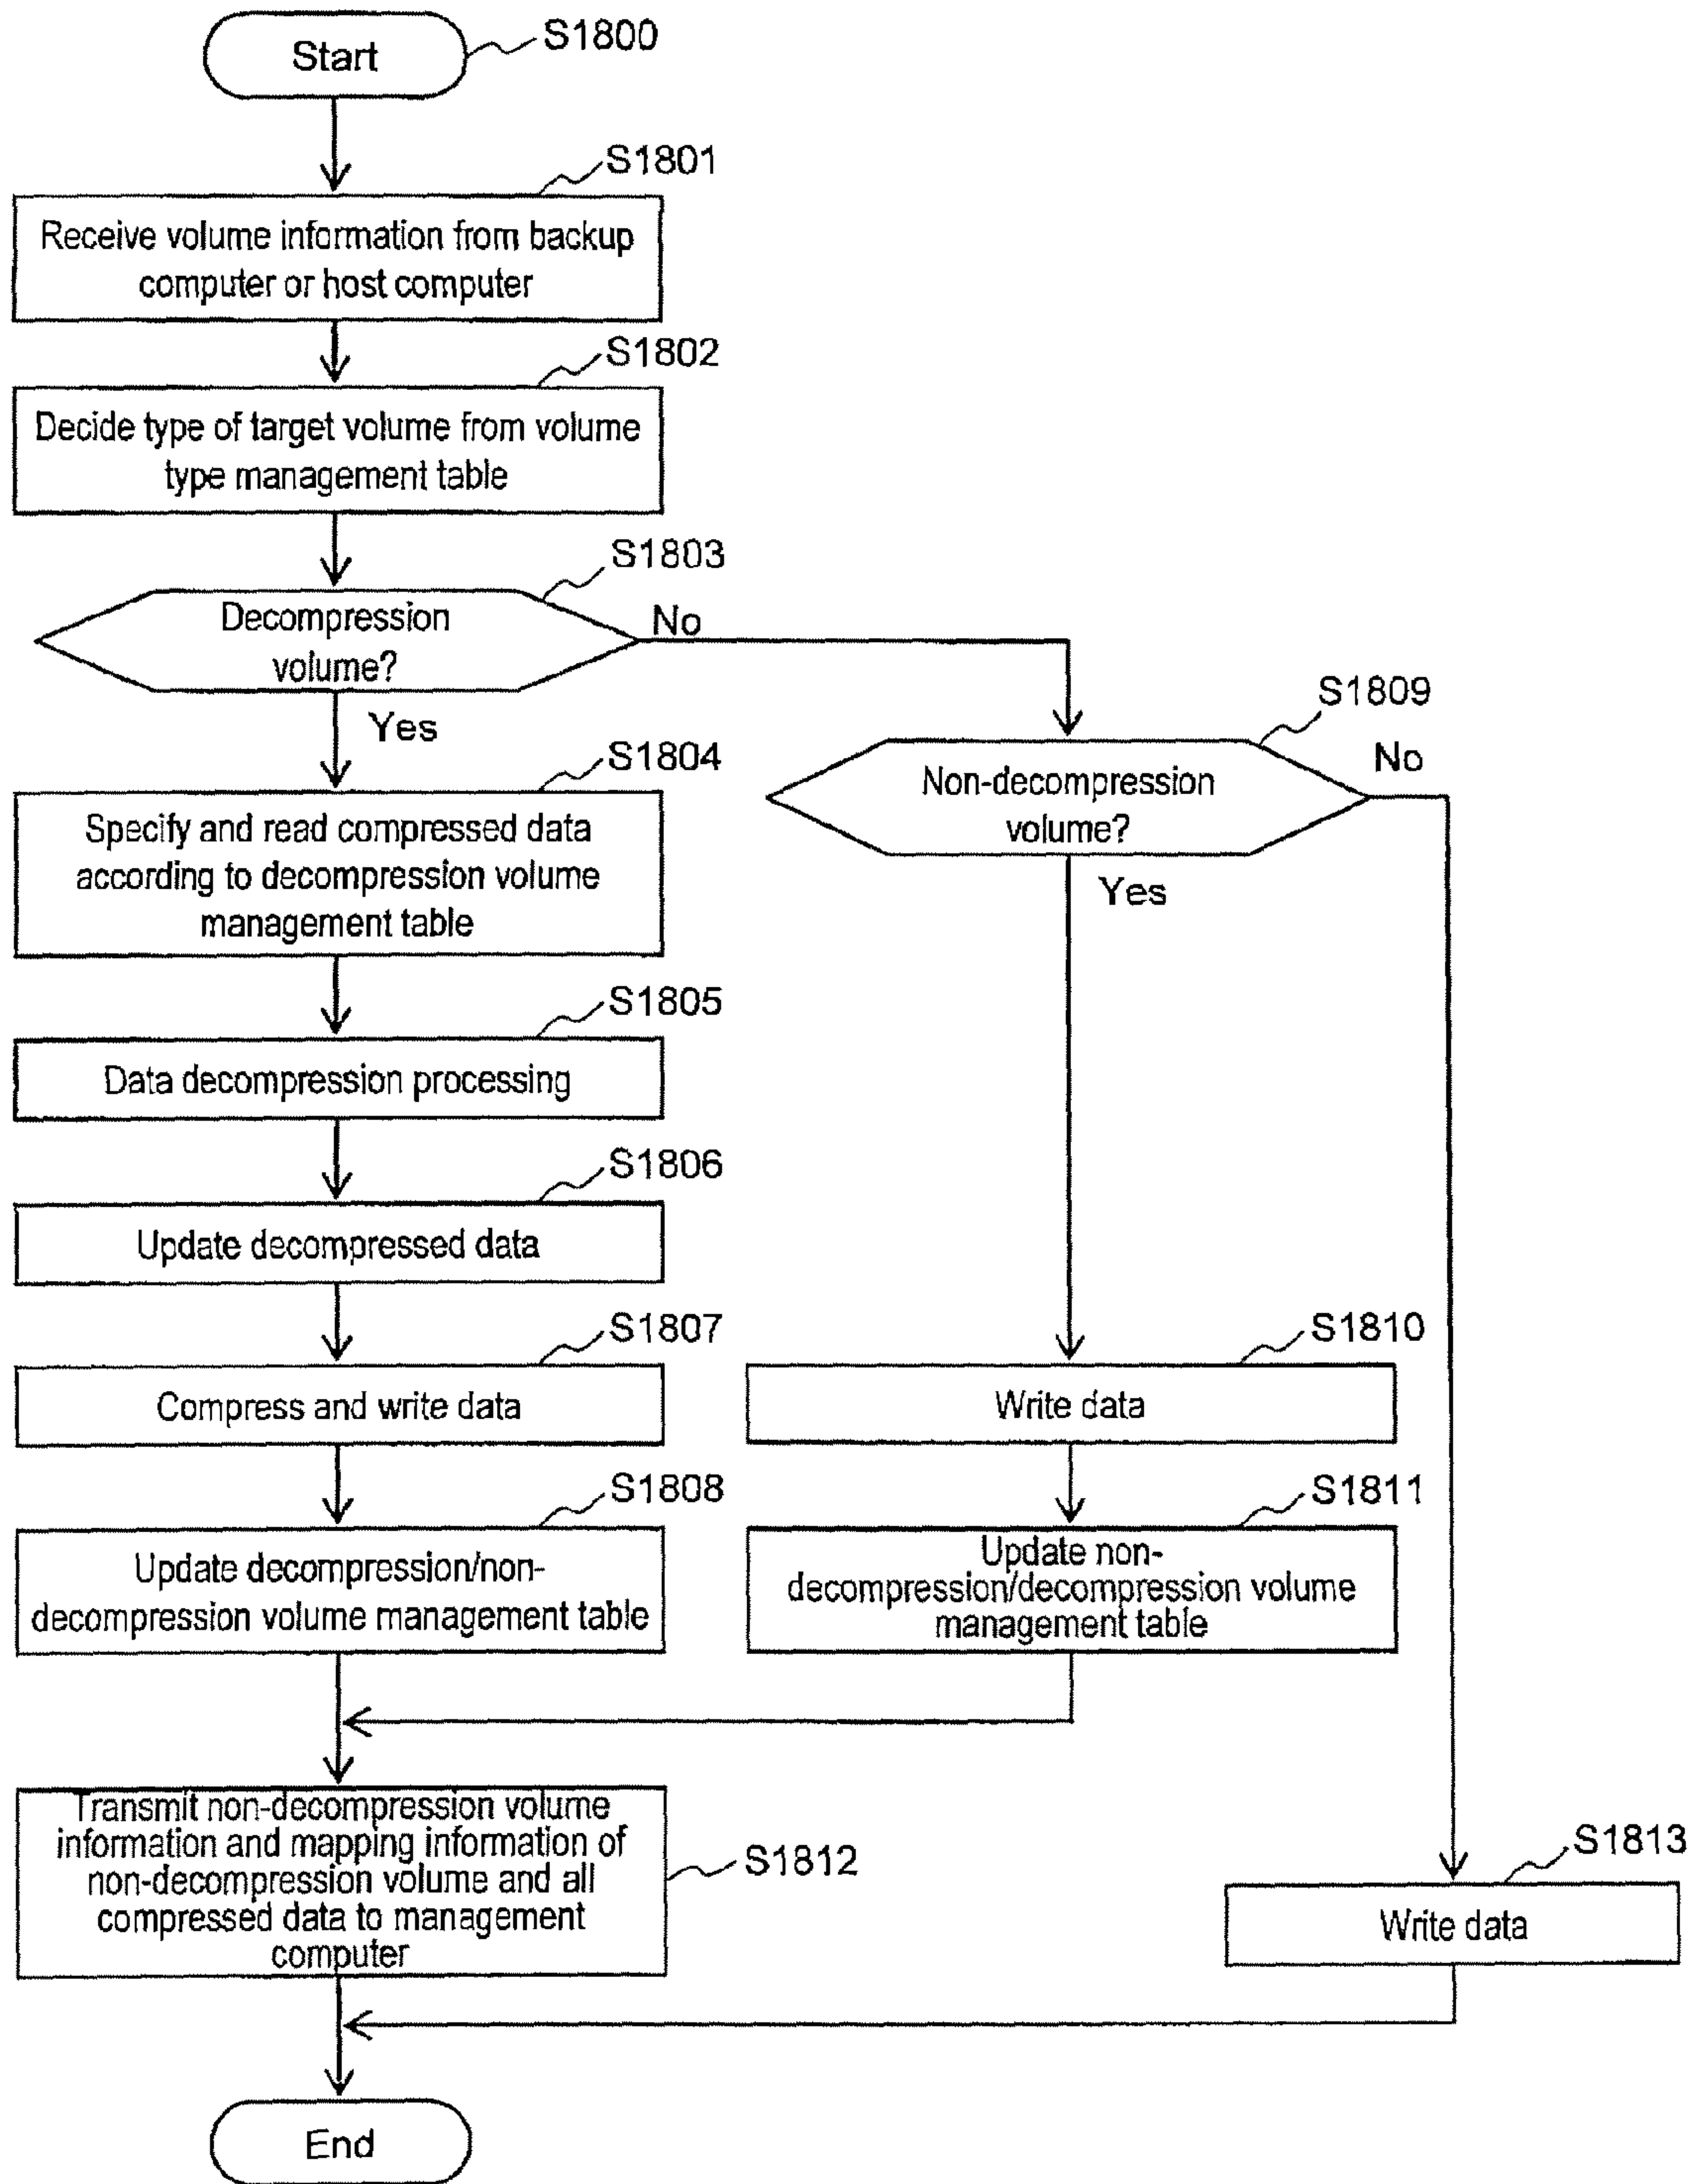 Start
S1800
S1801
Receive volume information from backup
computer or host computer
S1802
Decide type of target volume from volume
type management table
S1803
Decompression
volume?
No
Yes
S1809
Non-decompression
volume?
No
Yes
S1804
Specify and read compressed data
according to decompression volume
management table
S1805
Data decompression processing
S1806
Update decompressed data
S1807
Compress and write data
S1810
Write data
S1808
Update decompression/non-
decompression volume management table
S1811
Update non-
decompression/decompression volume
management table
Transmit non-decompression volume
information and mapping information of
non-decompression volume and all
compressed data to management
computer
S1812
S1813
Write data
End